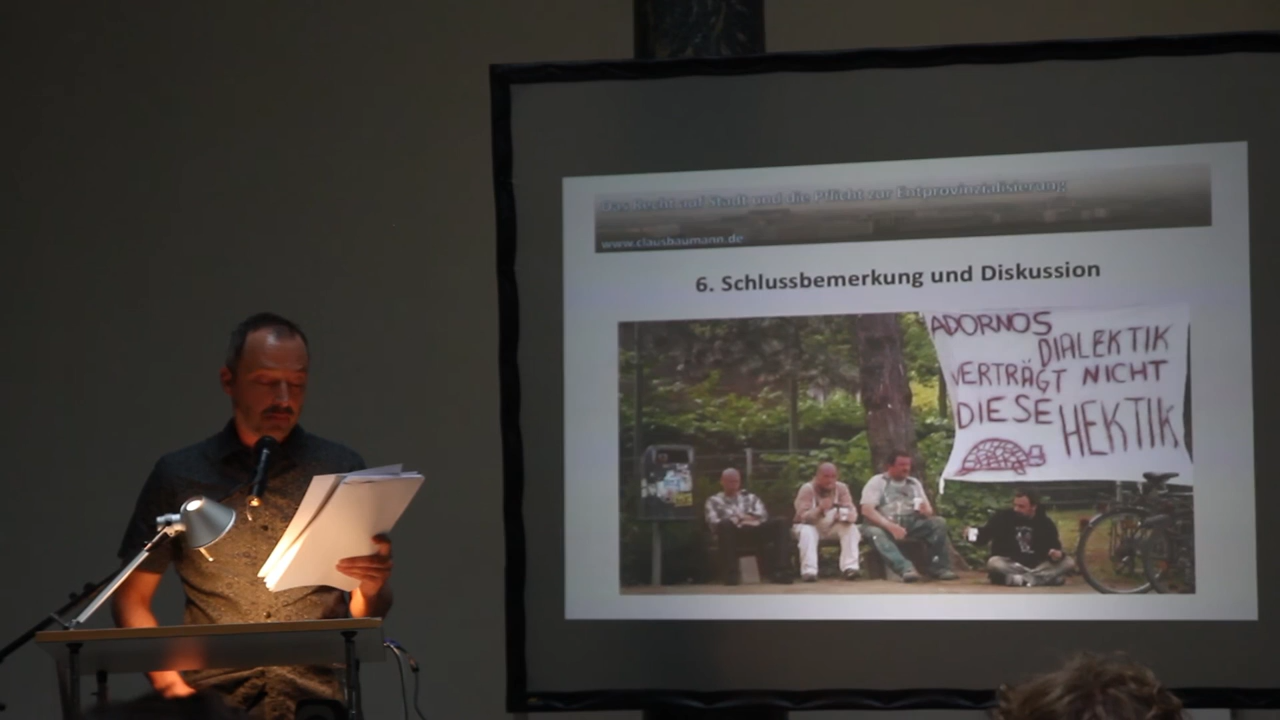 Das Recht auf Stadt und die Pflicht zur Entprovinzialisierung
www.clausbaumann.de
6. Schlussbemerkung und Diskussion
ADORNOS
DIALEKTIK
VERTRÄGT NICHT
DIESE HEKTIK